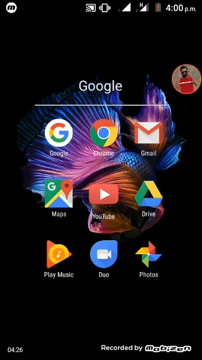 4:00 p.m.
Google
Google Chrome Gmail
Maps YouTube Drive
Play Music Duo Photos
04:26 Recorded by Mobizen